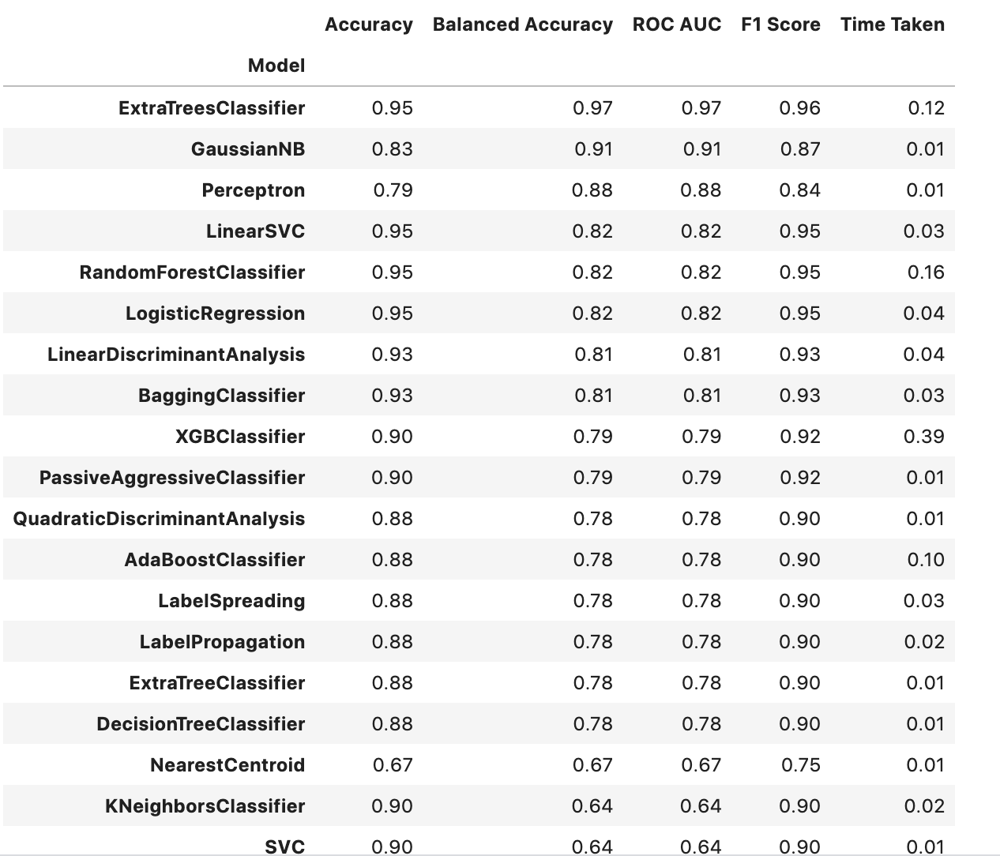 Accuracy Balanced Accuracy ROC AUC F1 Score Time Taken
Model
ExtraTreesClassifier 0.95 0.97 0.97 0.96 0.12
GaussianNB 0.83 0.91 0.91 0.87 0.01
Perceptron 0.79 0.88 0.88 0.84 0.01
LinearSVC 0.95 0.82 0.82 0.95 0.03
RandomForestClassifier 0.95 0.82 0.82 0.95 0.16
LogisticRegression 0.95 0.82 0.82 0.95 0.04
LinearDiscriminantAnalysis 0.93 0.81 0.81 0.93 0.04
BaggingClassifier 0.93 0.81 0.81 0.93 0.03
XGBClassifier 0.90 0.79 0.79 0.92 0.39
PassiveAggressiveClassifier 0.90 0.79 0.79 0.92 0.01
QuadraticDiscriminantAnalysis 0.88 0.78 0.78 0.90 0.01
AdaBoostClassifier 0.88 0.78 0.78 0.90 0.10
LabelSpreading 0.88 0.78 0.78 0.90 0.03
LabelPropagation 0.88 0.78 0.78 0.90 0.02
ExtraTreeClassifier 0.88 0.78 0.78 0.90 0.01
DecisionTreeClassifier 0.88 0.78 0.78 0.90 0.01
NearestCentroid 0.67 0.67 0.67 0.75 0.01
KNeighborsClassifier 0.90 0.64 0.64 0.90 0.02
SVC 0.90 0.64 0.64 0.90 0.01